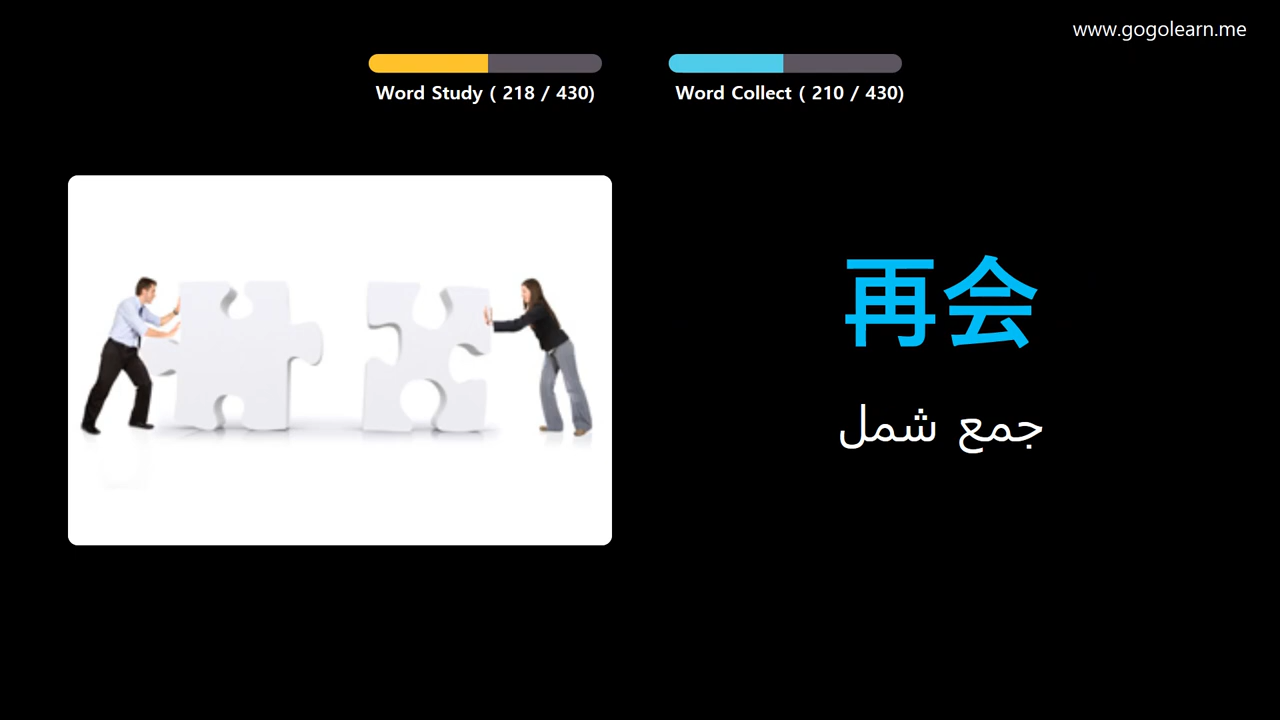 www.gogolearn.me
Word Study ( 218 / 430)
Word Collect ( 210 / 430)
再会
جمع شمل